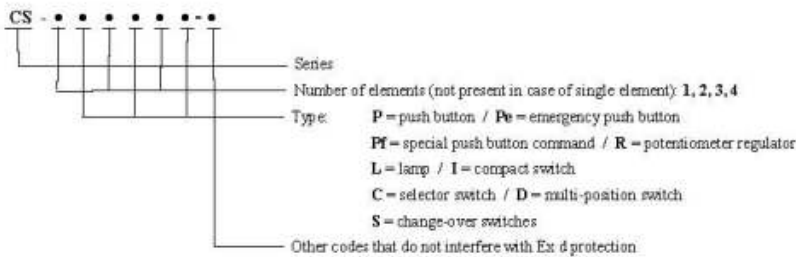 CS - • • • • • • - •
Series
Number of elements (not present in case of single element): 1, 2, 3, 4
Type: P = push button / Pe = emergency push button
Pf = special push button command / R = potentiometer regulator
L = lamp / I = compact switch
C = selector switch / D = multi-position switch
S = change-over switches
Other codes that do not interfere with Ex d protection